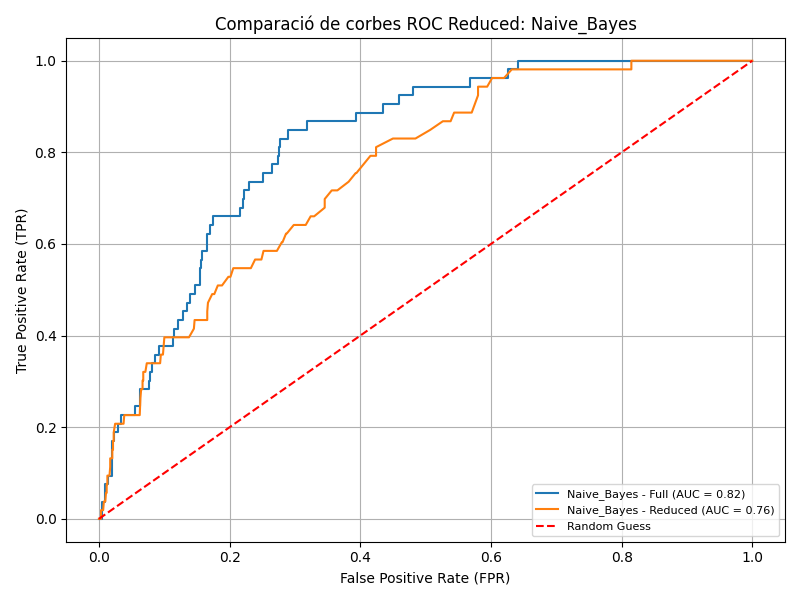 Comparació de corbes ROC Reduced: Naive_Bayes
True Positive Rate (TPR)
1.0
0.8
0.6
0.4
0.2
0.0
Naive_Bayes - Full (AUC = 0.82)
Naive_Bayes - Reduced (AUC = 0.76)
Random Guess
0.0 0.2 0.4 0.6 0.8 1.0
False Positive Rate (FPR)